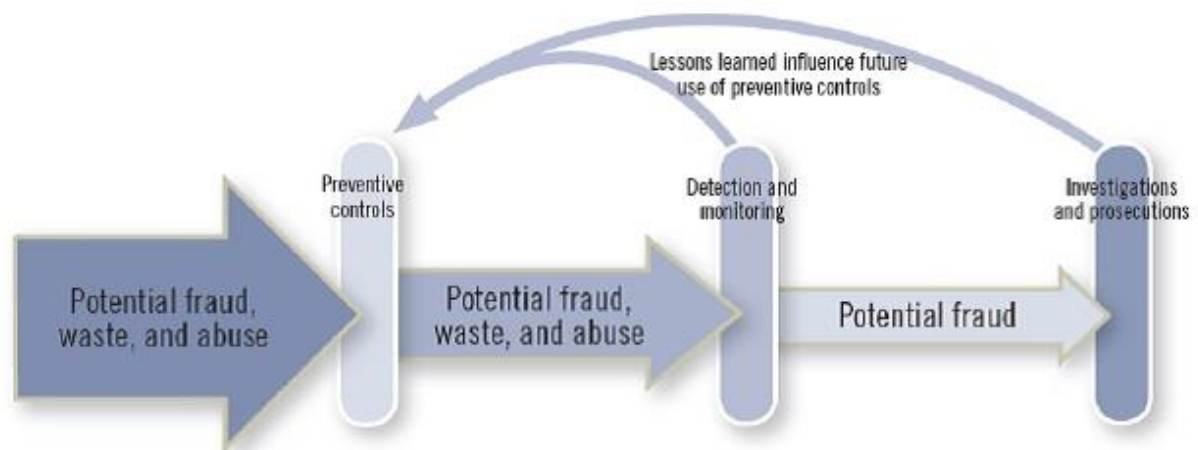 Lessons learned influence future
use of preventive controls
Preventive
controls
Detection and
monitoring
Investigations
and prosecutions
Potential fraud,
waste, and abuse
Potential fraud,
waste, and abuse
Potential fraud